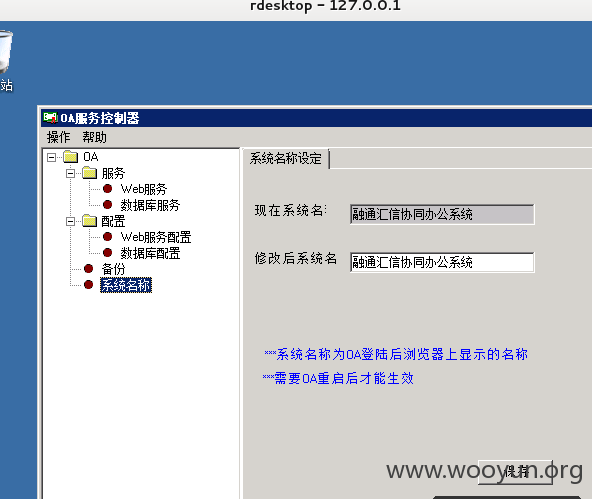 rdesktop - 127.0.0.1
站
OA服务控制器
操作 帮助
OA
服务
Web服务
数据库服务
配置
Web服务配置
数据库配置
备份
系统名称
系统名称设定
现在系统名:
融通汇信协同办公系统
修改后系统名
融通汇信协同办公系统
***系统名称为OA登陆后浏览器上显示的名称
***需要OA重启后才能生效
保存
www.wooyun.org